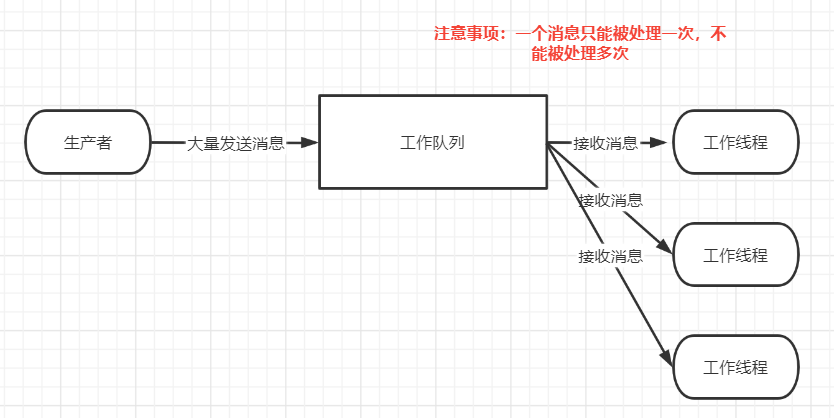 注意事项：一个消息只能被处理一次，不
能被处理多次
生产者
大量发送消息
工作队列
接收消息
工作线程
接收消息
工作线程
接收消息
工作线程